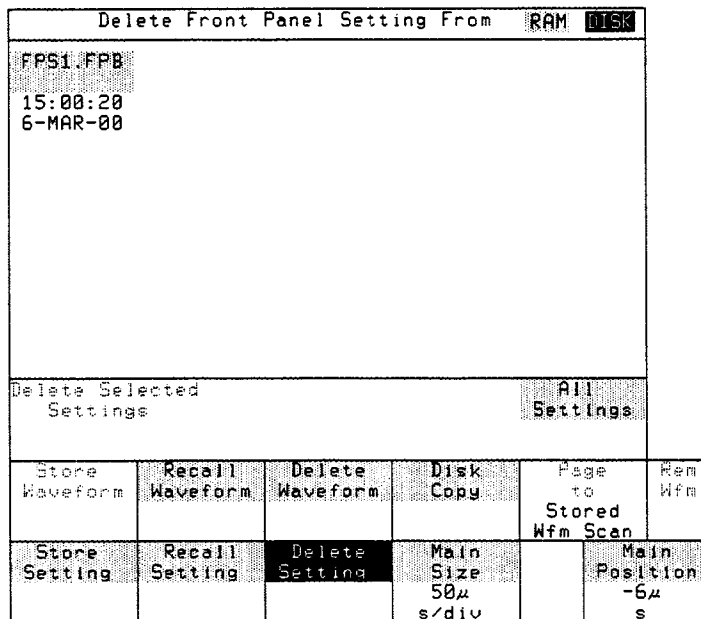 Delete Front Panel Setting From RAM DISK
FPS1.FPB
15:00:20
6-MAR-00
Delete Selected
Settings
All
Settings
Store
Waveform
Recall
Waveform
Delete
Waveform
Disk
Copy
Page
to
Stored
Wfm Scan
Rem
Wfm
Store
Setting
Recall
Setting
Delete
Setting
Main
Size
50μ
s/div
Main
Position
-6μ
s